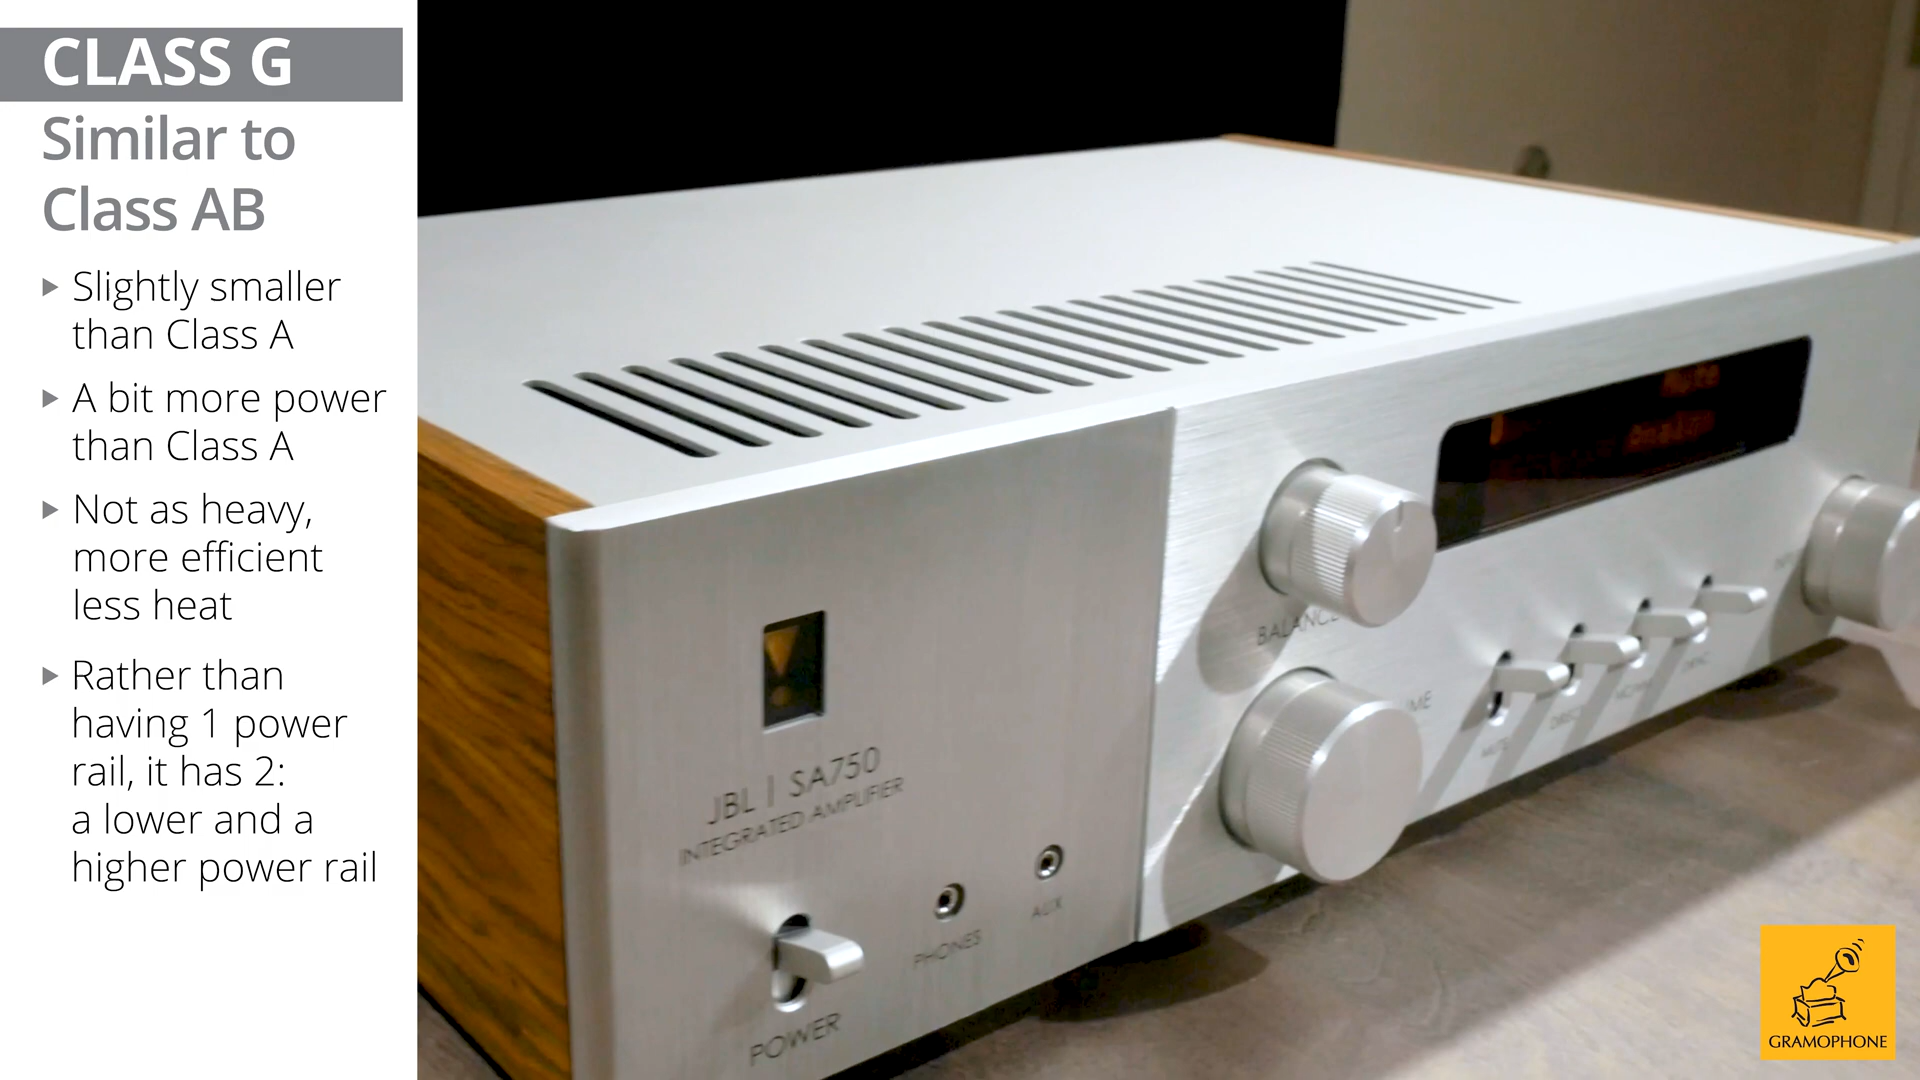 CLASS G
Similar to
Class AB
▸ Slightly smaller
than Class A
▸ A bit more power
than Class A
▸ Not as heavy,
more efficient
less heat
▸ Rather than
having 1 power
rail, it has 2:
a lower and a
higher power rail
JBL | SA750
INTEGRATED AMPLIFIER
PHONES
AUX
POWER
BALANCE
Mute
Analog
GRAMOPHONE